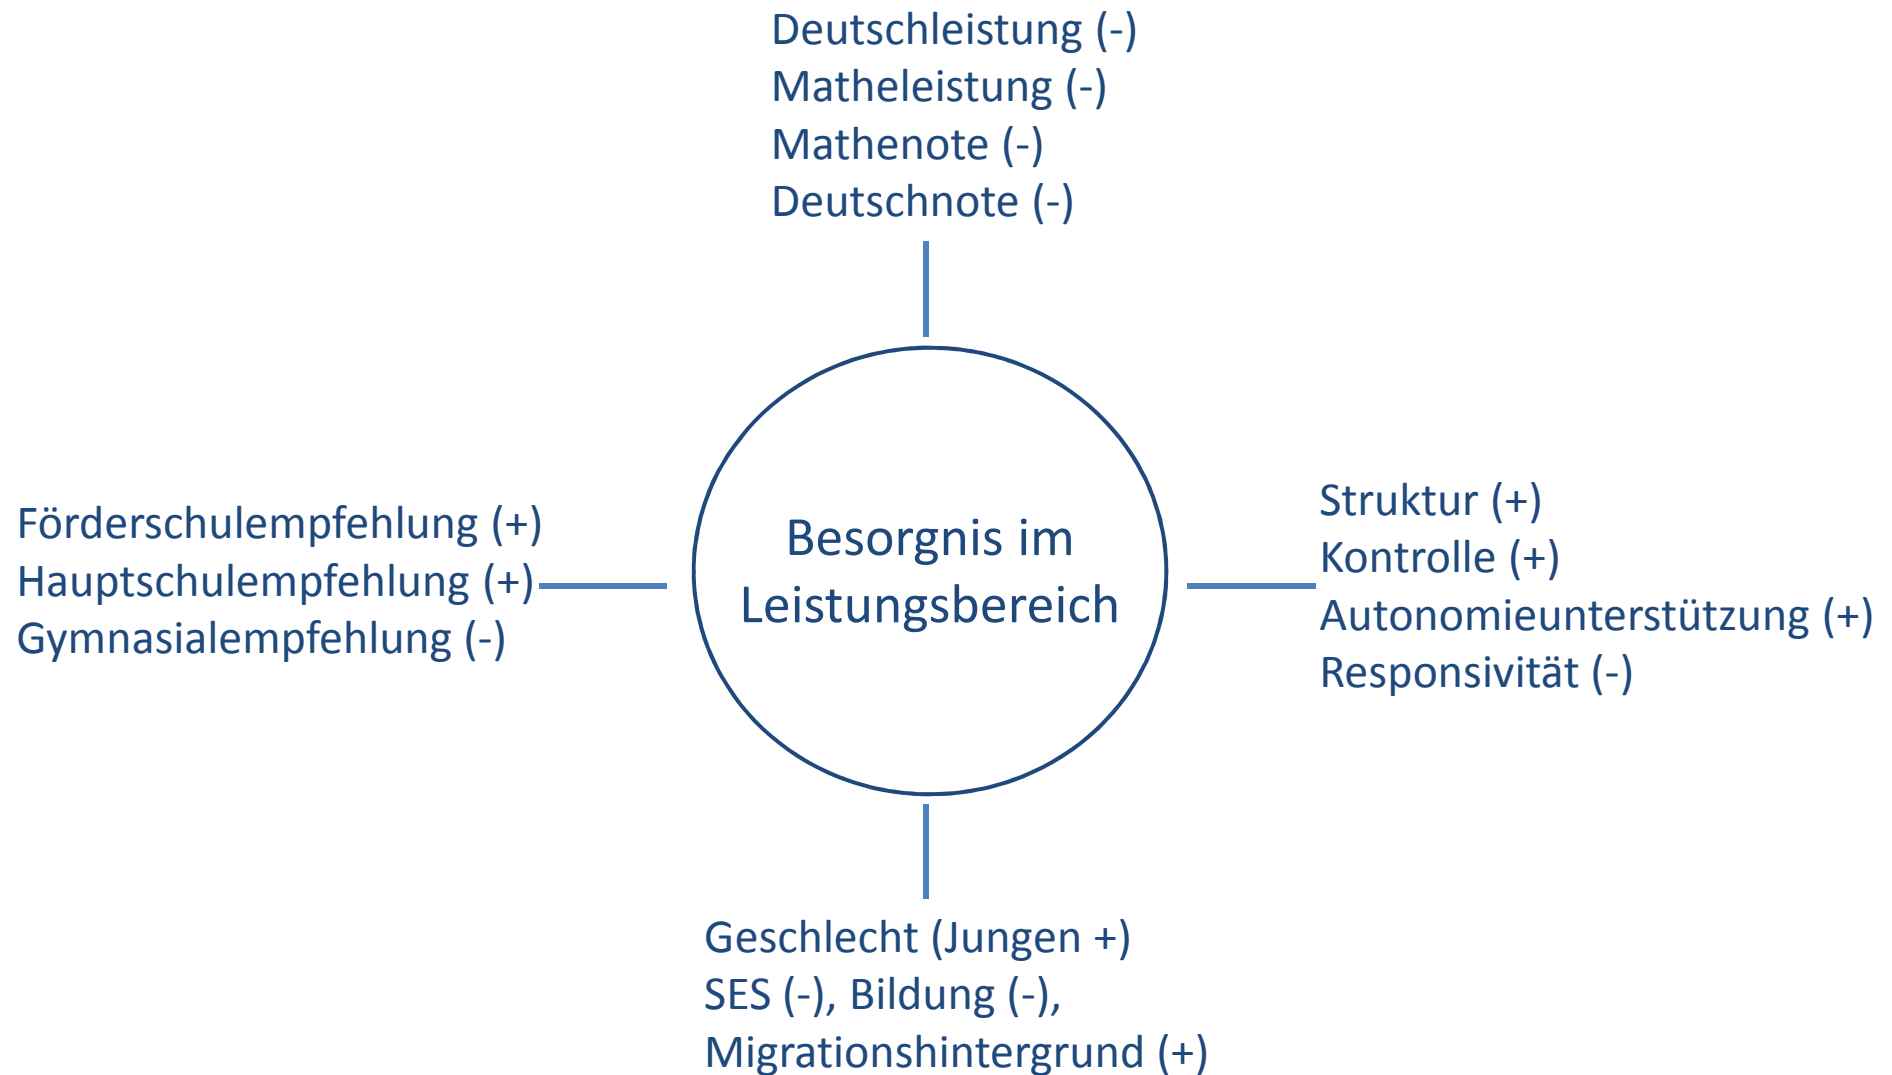 Deutschleistung (-)
Matheleistung (-)
Mathenote (-)
Deutschnote (-)
Förderschulempfehlung (+)
Hauptschulempfehlung (+)
Gymnasialempfehlung (-)
Besorgnis im
Leistungsbereich
Struktur (+)
Kontrolle (+)
Autonomieunterstützung (+)
Responsivität (-)
Geschlecht (Jungen +)
SES (-), Bildung (-),
Migrationshintergrund (+)